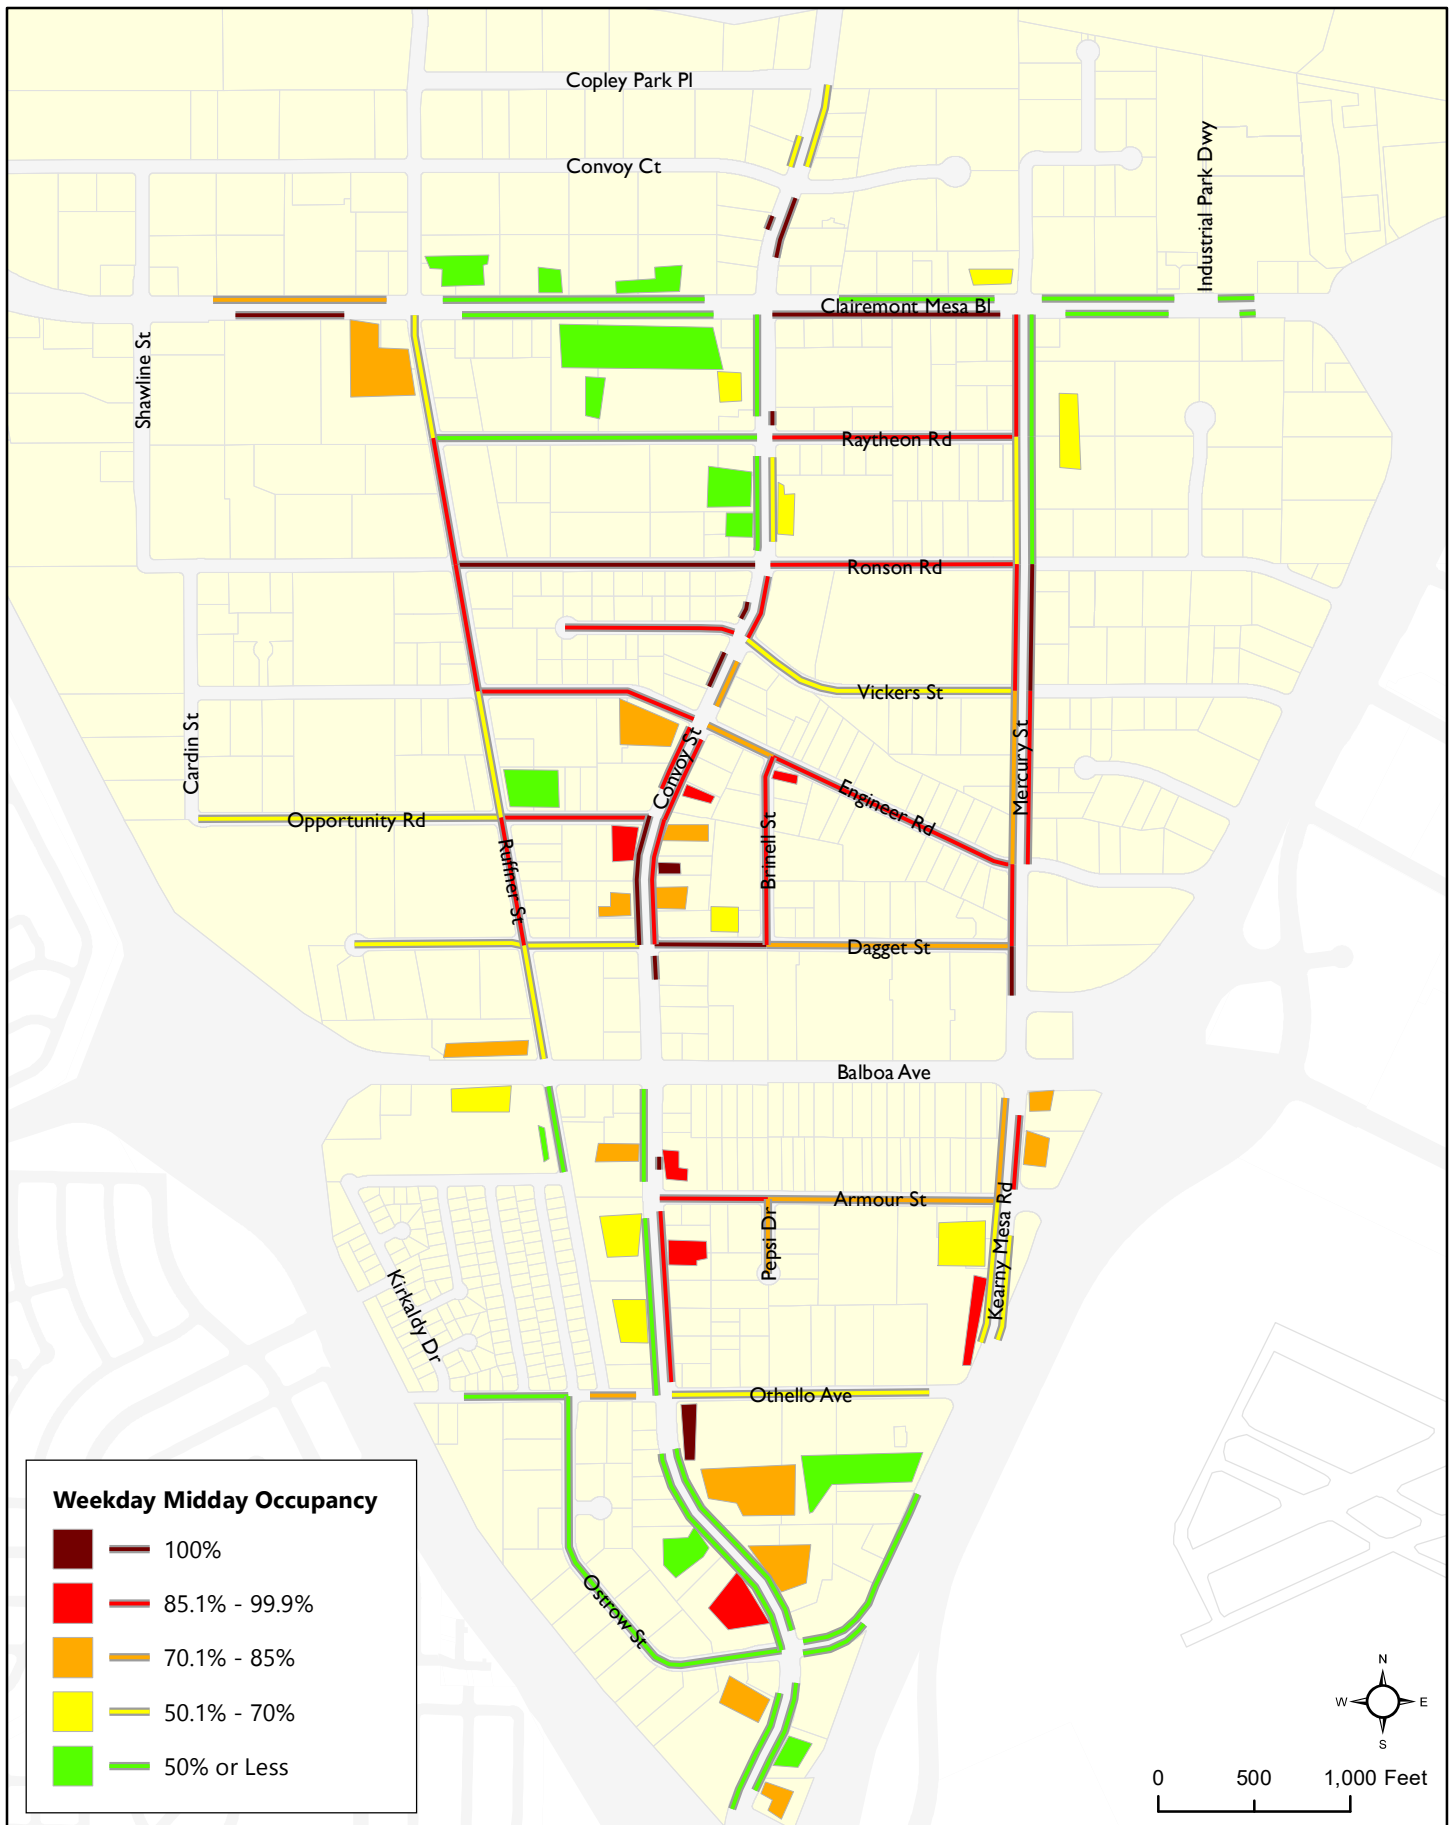 Copley Park Pl
Convoy Ct
Industrial Park Dwy
Clairemont Mesa Bl
Shawline St
Raytheon Rd
Ronson Rd
Vickers St
Cardin St
Convoy St
Mercury St
Engineer Rd
Opportunity Rd
Brinell St
Ruffner St
Dagget St
Balboa Ave
Armour St
Pepsi Dr
Kearny Mesa Rd
Kirkaldy Dr
Othello Ave
Ostrow St
Weekday Midday Occupancy
100%
85.1% - 99.9%
70.1% - 85%
50.1% - 70%
50% or Less
N
W E
S
0 500 1,000 Feet